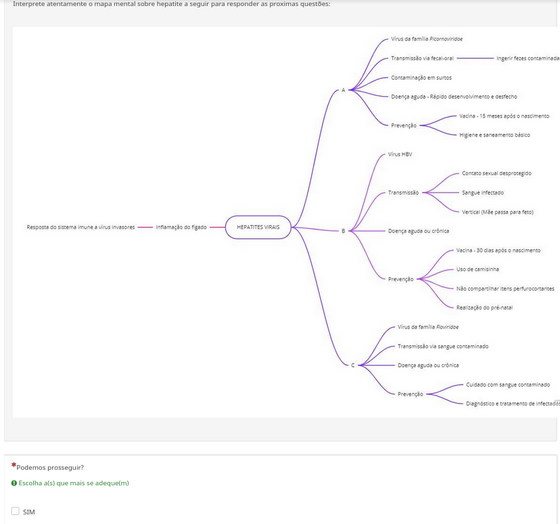 Interprete atentamente o mapa mental sobre hepatite a seguir para responder as proximas questões:
Vírus da família Picornoviridae
Transmissão via fecal-oral
Ingerir fezes contaminada
Contaminação em surtos
A
Doença aguda - Rápido desenvolvimento e desfecho
Vacina - 15 meses após o nascimento
Prevenção
Higiene e saneamento básico
Vírus HBV
Contato sexual desprotegido
Transmissão
Sangue infectado
Vertical (Mãe passa para feto)
Resposta do sistema imune a vírus invasores
Inflamação do fígado
HEPATITES VIRAIS
B
Doença aguda ou crônica
Vacina - 30 dias após o nascimento
Uso de camisinha
Prevenção
Não compartilhar itens perfurocortantes
Realização do pré-natal
Vírus da família
Transmissão via sangue contaminado
C
Doença aguda ou crônica
Cuidado com sangue contaminado
Prevenção
Diagnóstico e tratamento de
*Podemos prosseguir?
Escolha a(s) que mais se adeque(m)
SIM